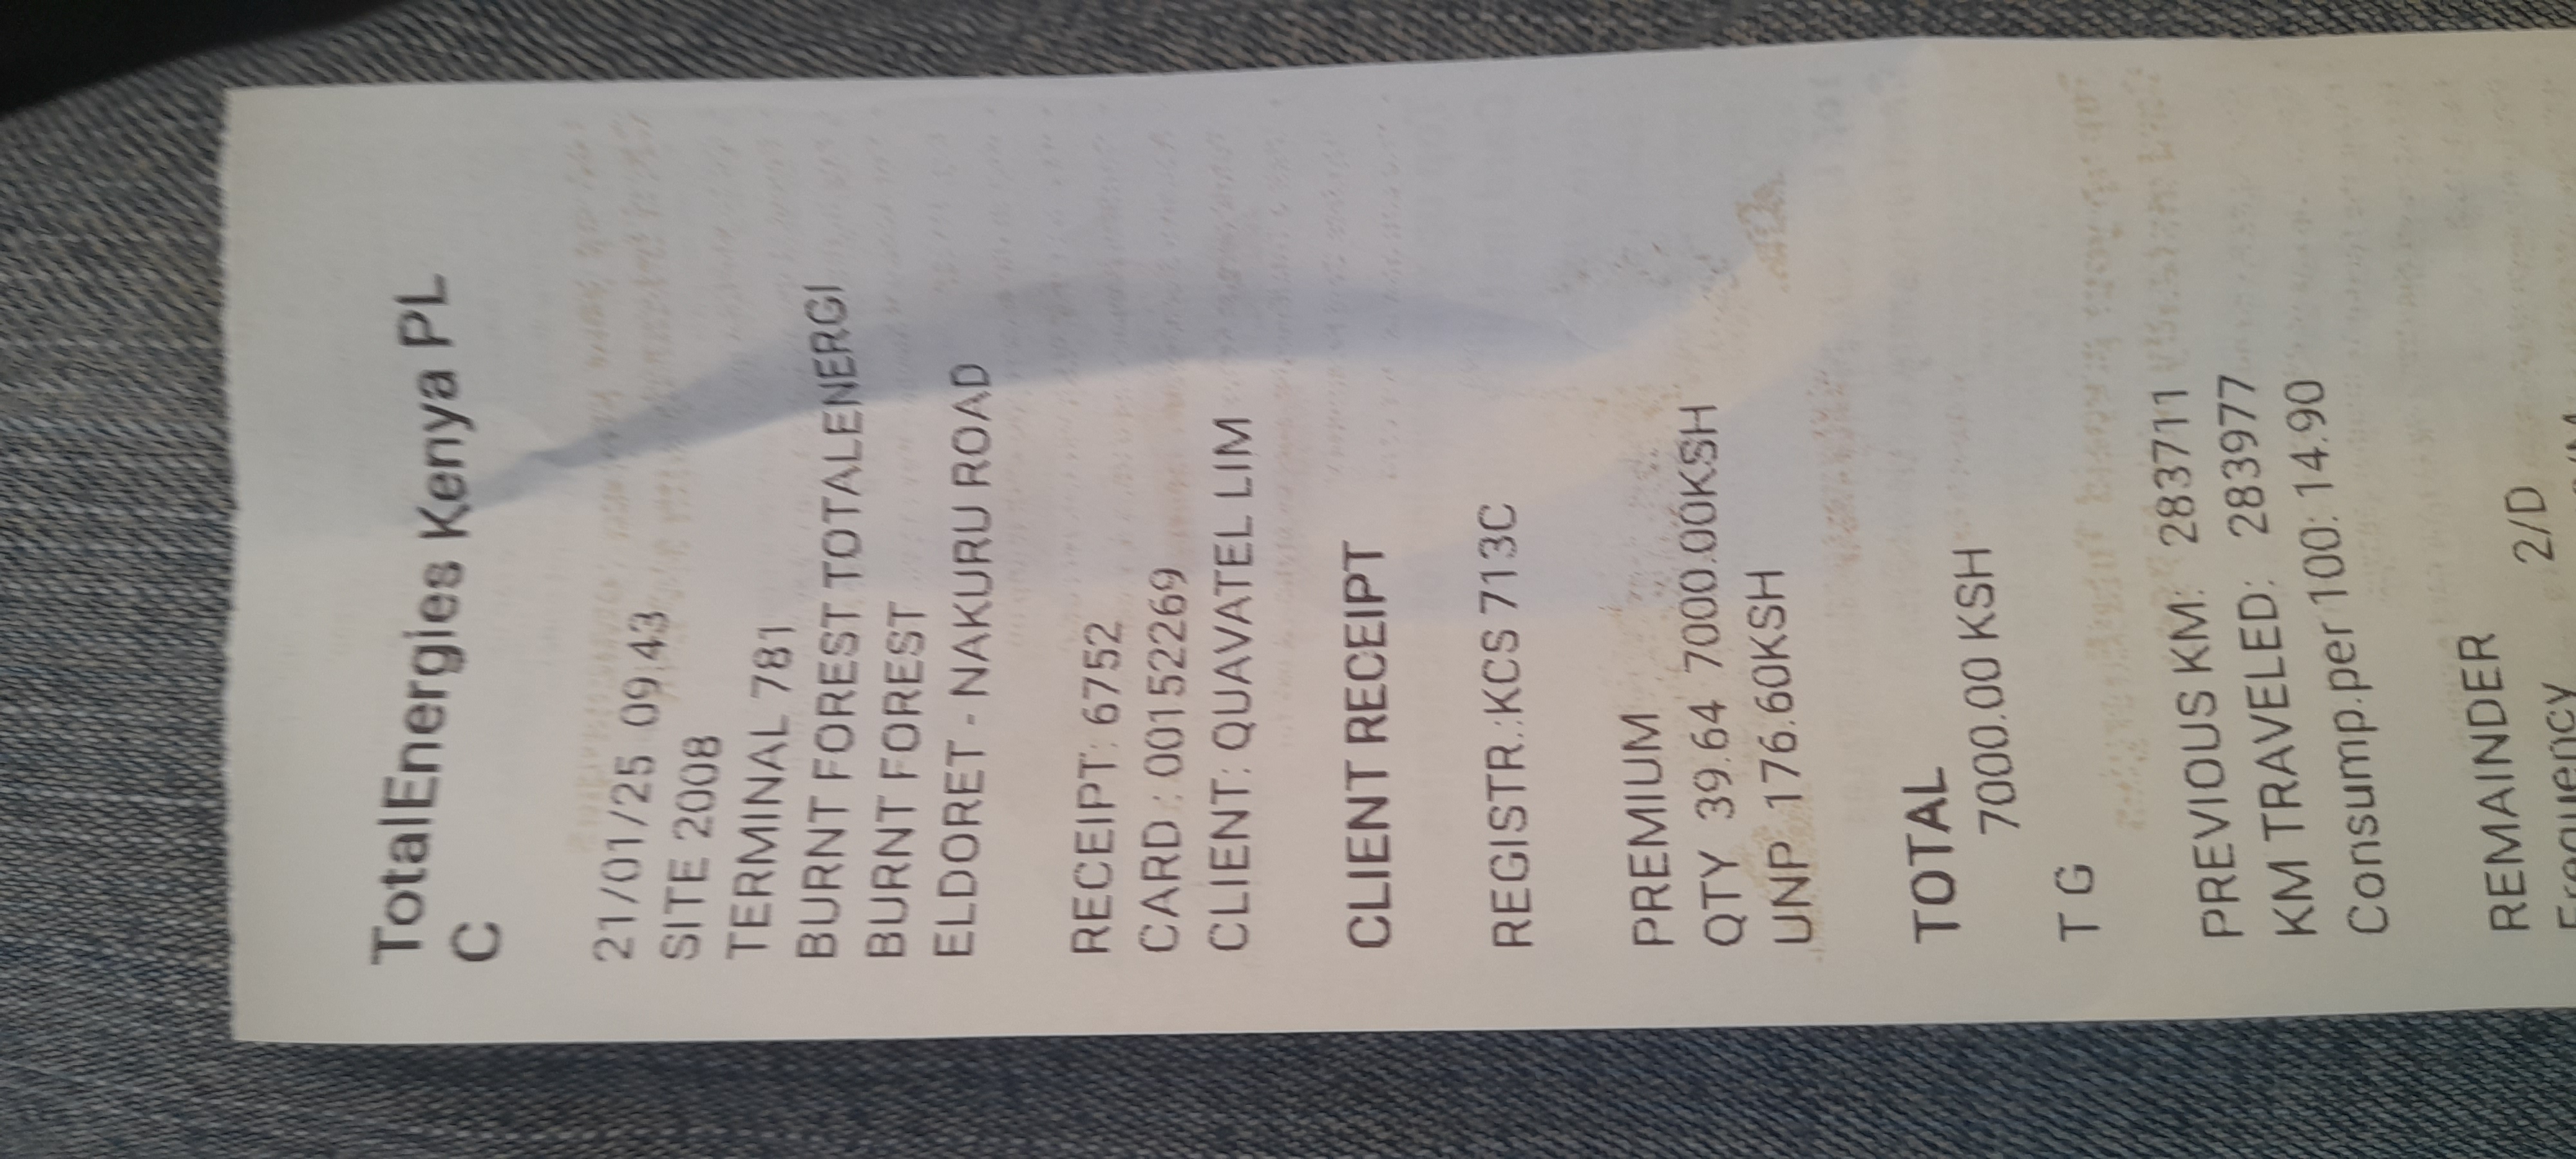 TotalEnergies Kenya PL
C
21/01/25 09:43
SITE 2008
TERMINAL 781
BURNT FOREST TOTALENERGI
BURNT FOREST
ELDORET - NAKURU ROAD
RECEIPT: 6752
CARD : 00152269
CLIENT: QUAVATEL LIM
CLIENT RECEIPT
REGISTR.:KCS 713C
PREMIUM
QTY 39.64 7000.00KSH
UNP 176.60KSH
TOTAL
7000.00 KSH
T G
PREVIOUS KM: 283711
KM TRAVELED: 283977
Consump.per 100: 14.90
REMAINDER 2/D